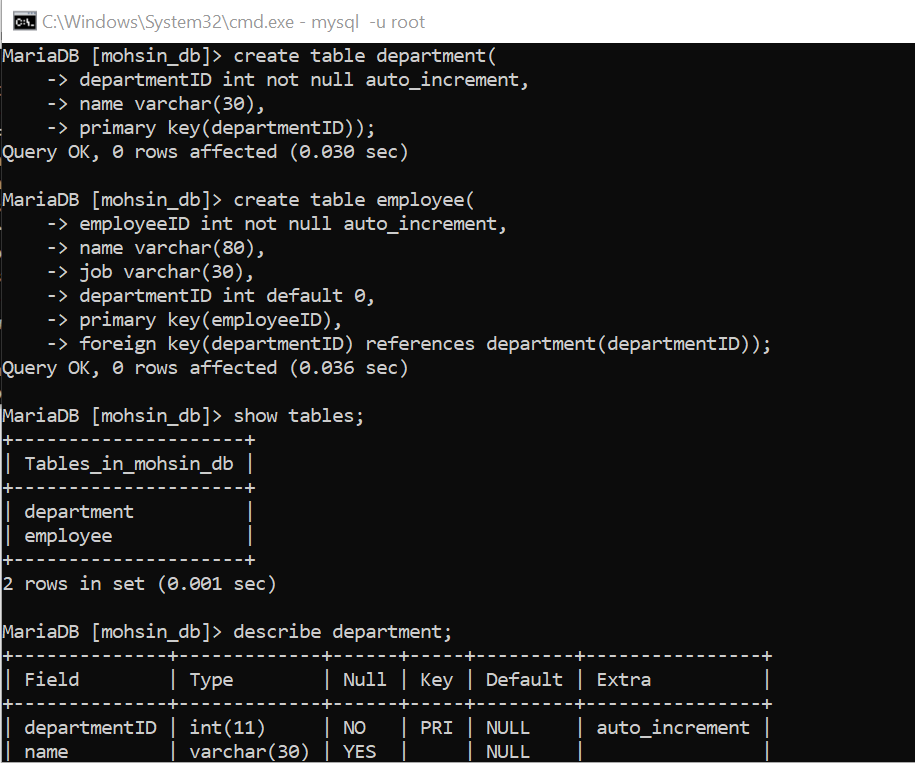 C:\Windows\System32\cmd.exe - mysql  -u root
MariaDB [mohsin_db]> create table department(
    -> departmentID int not null auto_increment,
    -> name varchar(30),
    -> primary key(departmentID));
Query OK, 0 rows affected (0.030 sec)

MariaDB [mohsin_db]> create table employee(
    -> employeeID int not null auto_increment,
    -> name varchar(80),
    -> job varchar(30),
    -> departmentID int default 0,
    -> primary key(employeeID),
    -> foreign key(departmentID) references department(departmentID));
Query OK, 0 rows affected (0.036 sec)

MariaDB [mohsin_db]> show tables;
+---------------------+
| Tables_in_mohsin_db |
+---------------------+
| department          |
| employee            |
+---------------------+
2 rows in set (0.001 sec)

MariaDB [mohsin_db]> describe department;
+--------------+-------------+------+-----+---------+----------------+
| Field        | Type        | Null | Key | Default | Extra          |
+--------------+-------------+------+-----+---------+----------------+
| departmentID | int(11)     | NO   | PRI | NULL    | auto_increment |
| name         | varchar(30) | YES  |     | NULL    |                |